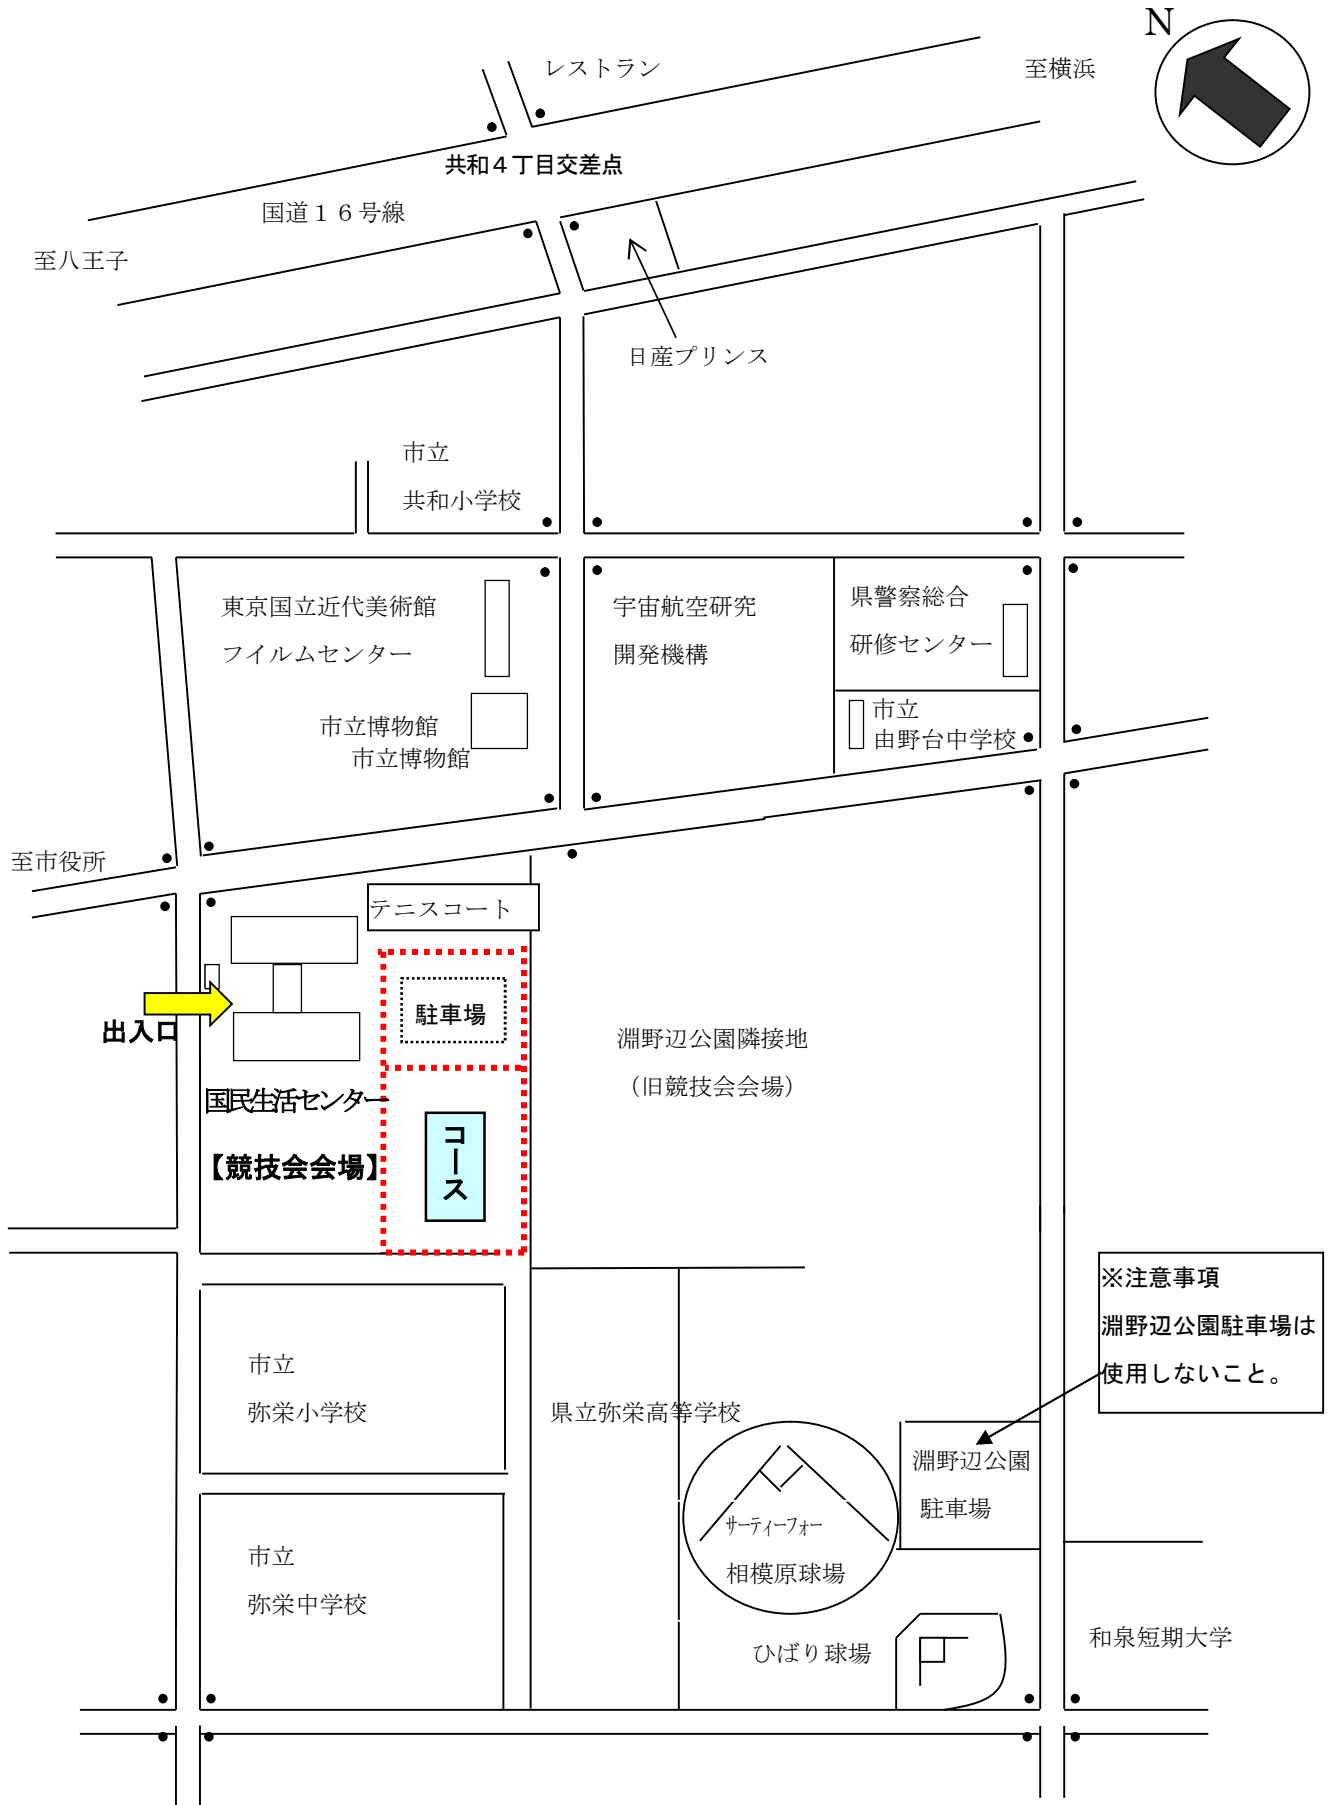 N
レストラン
至横浜
共和４丁目交差点
国道１６号線
至八王子
日産プリンス
市立
共和小学校
東京国立近代美術館
フイルムセンター
宇宙航空研究
開発機構
県警察総合
研修センター
市立博物館
市立博物館
市立
由野台中学校
至市役所
テニスコート
駐車場
出入口
淵野辺公園隣接地
（旧競技会会場）
国民生活センター
【競技会会場】
コース
※注意事項
淵野辺公園駐車場は
使用しないこと。
市立
弥栄小学校
県立弥栄高等学校
淵野辺公園
駐車場
ｻｰﾃｨｰﾌｫｰ
相模原球場
市立
弥栄中学校
ひばり球場
和泉短期大学